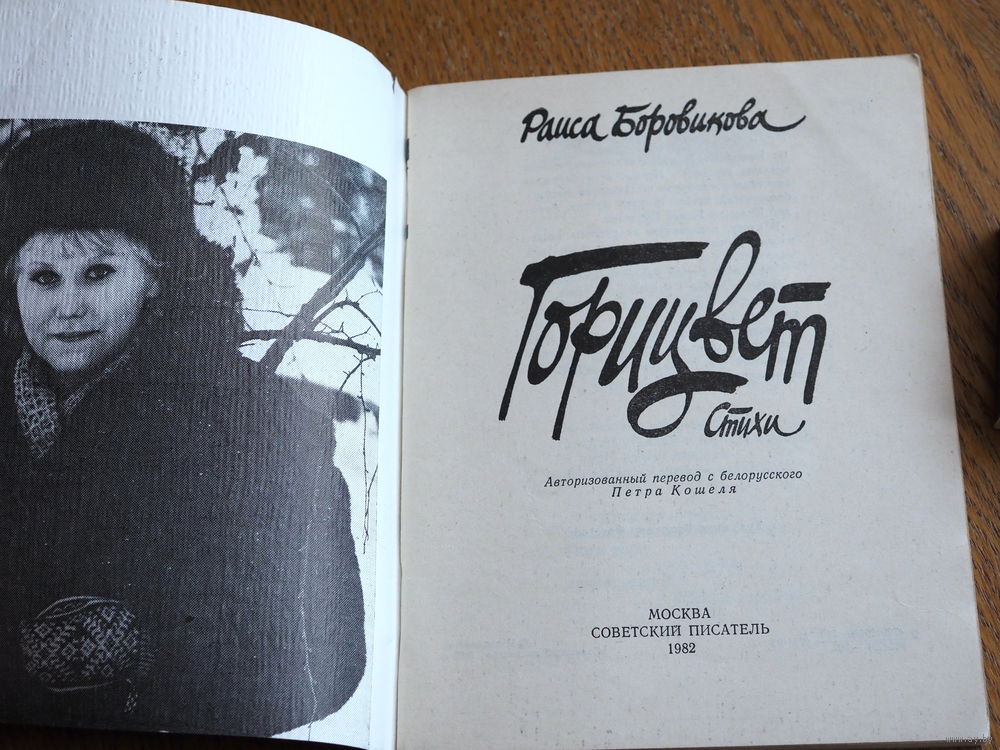 Раиса Боровикова
Горицвет
Стихи
Авторизованный перевод с белорусского
Петра Кошеля
МОСКВА
СОВЕТСКИЙ ПИСАТЕЛЬ
1982